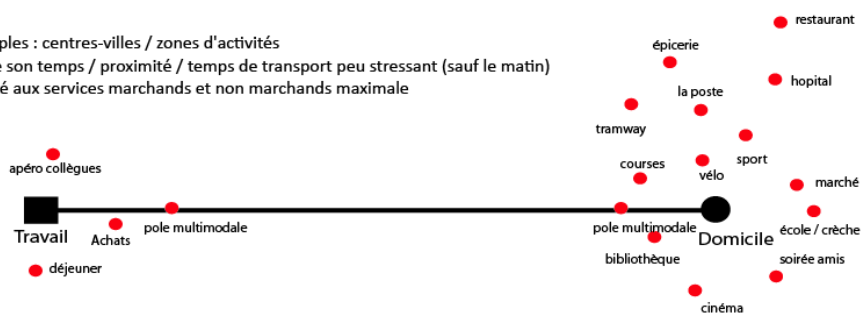 restaurant
ples : centres-villes / zones d'activités
épicerie
e son temps / proximité / temps de transport peu stressant (sauf le matin)
é aux services marchands et non marchands maximale
hopital
la poste
tramway
sport
apéro collègues
courses
vélo
marché
pole multimodale
pole multimodale
école / crèche
Travail
Achats
Domicile
bibliothèque
soirée amis
déjeuner
cinéma